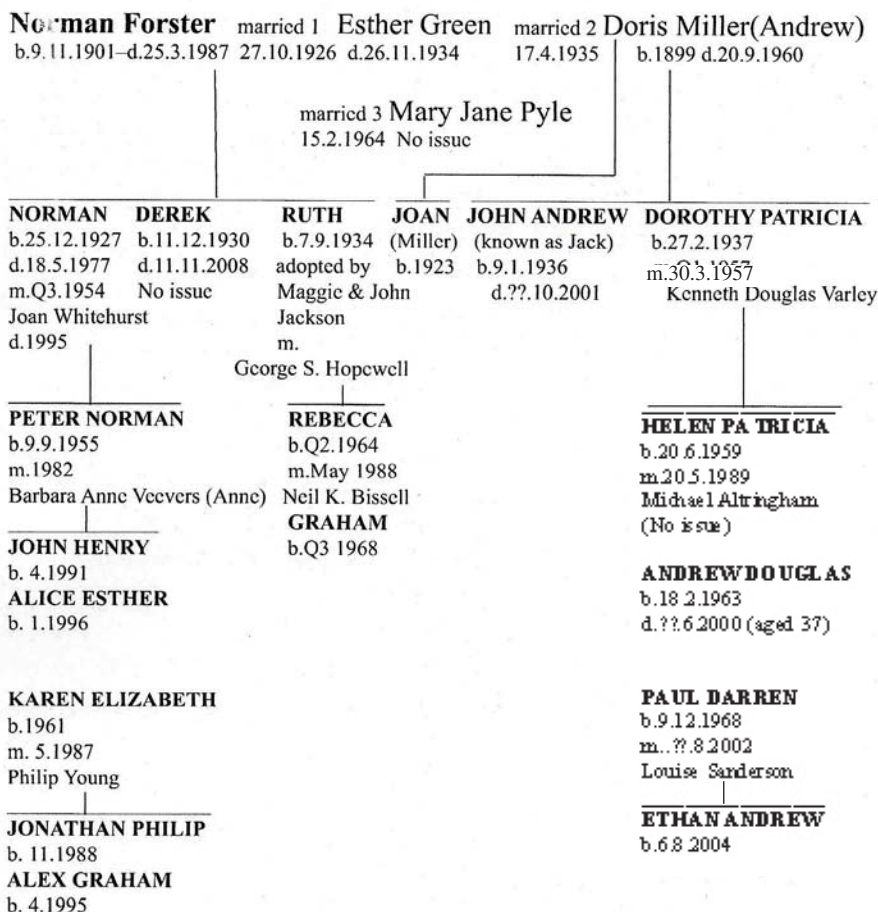 Norman Forster married 1 Esther Green married 2 Doris Miller(Andrew)
b.9.11.1901–d.25.3.1987 27.10.1926 d.26.11.1934 17.4.1935 b.1899 d.20.9.1960
married 3 Mary Jane Pyle
15.2.1964 No issue
NORMAN DEREK RUTH JOAN JOHN ANDREW DOROTHY PATRICIA
b.25.12.1927 b.11.12.1930 b.7.9.1934 (Miller) (known as Jack) b.27.2.1937
d.18.5.1977 d.11.11.2008 adopted by b.1923 b.9.1.1936 m.30.3.1957
m.Q3.1954 No issue Maggie & John d.??.10.2001 Kenneth Douglas Varley
Joan Whitehurst Jackson
d.1995 m.
George S. Hopewell
PETER NORMAN REBECCA HELEN PATRICIA
b.9.9.1955 b.Q2.1964 b.20.6.1959
m.1982 m.May 1988 m.20.5.1989
Barbara Anne Veevers (Anne) Neil K. Bissell Michael Altringham
GRAHAM (No issue)
JOHN HENRY b.Q3 1968
b. 4.1991 ANDREW DOUGLAS
ALICE ESTHER b.18.2.1963
b. 1.1996 d.??.6.2000 (aged 37)
KAREN ELIZABETH PAUL DARREN
b.1961 b.9.12.1968
m. 5.1987 m..??.8.2002
Philip Young Louise Sanderson
JONATHAN PHILIP ETHAN ANDREW
b. 11.1988 b.6.8.2004
ALEX GRAHAM
b. 4.1995